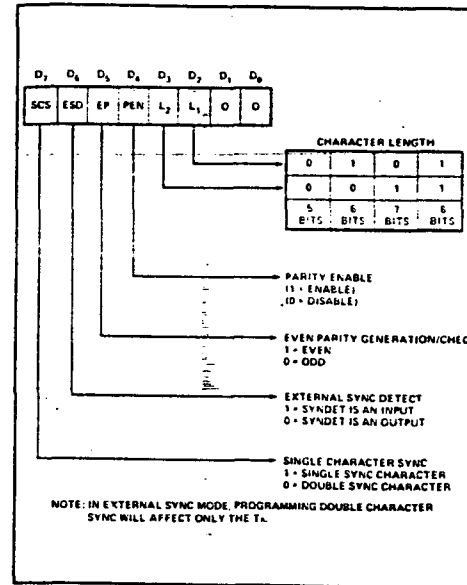 D7 D6 D5 D4 D3 D2 D1 D0
SCS ESD EP PEN L2 L1 0 0
CHARACTER LENGTH
0 1 0 1
0 0 1 1
5 BITS 6 BITS 7 BITS 8 BITS
PARITY ENABLE
(1 = ENABLE)
(0 = DISABLE)
EVEN PARITY GENERATION/CHEC
1 = EVEN
0 = ODD
EXTERNAL SYNC DETECT
1 = SYNDET IS AN INPUT
0 = SYNDET IS AN OUTPUT
SINGLE CHARACTER SYNC
1 = SINGLE SYNC CHARACTER
0 = DOUBLE SYNC CHARACTER
NOTE: IN EXTERNAL SYNC MODE, PROGRAMMING DOUBLE CHARACTER
SYNC WILL AFFECT ONLY THE Tx.